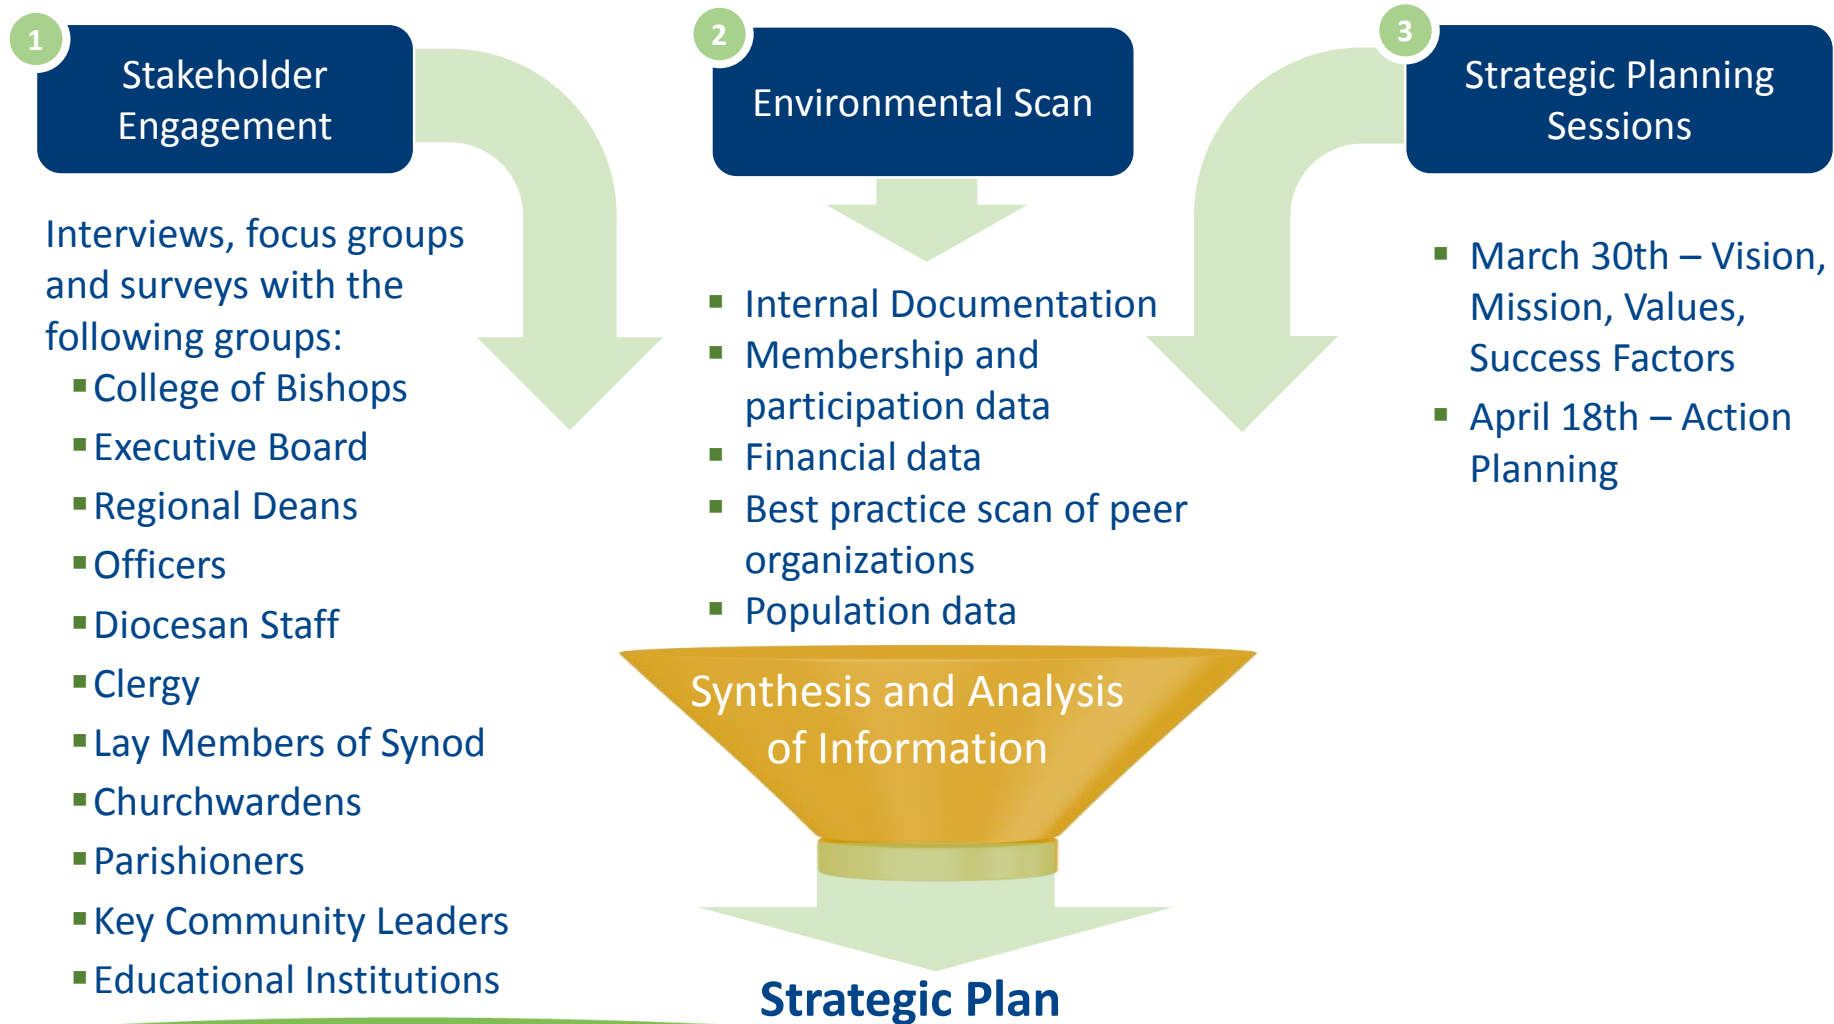 1
Stakeholder
Engagement
Interviews, focus groups
and surveys with the
following groups:
▪College of Bishops
▪Executive Board
▪Regional Deans
▪Officers
▪Diocesan Staff
▪Clergy
▪Lay Members of Synod
▪Churchwardens
▪Parishioners
▪Key Community Leaders
▪Educational Institutions
2
Environmental Scan
▪ Internal Documentation
▪ Membership and
participation data
▪ Financial data
▪ Best practice scan of peer
organizations
▪ Population data
3
Strategic Planning
Sessions
▪ March 30th – Vision,
Mission, Values,
Success Factors
▪ April 18th – Action
Planning
Synthesis and Analysis
of Information
Strategic Plan